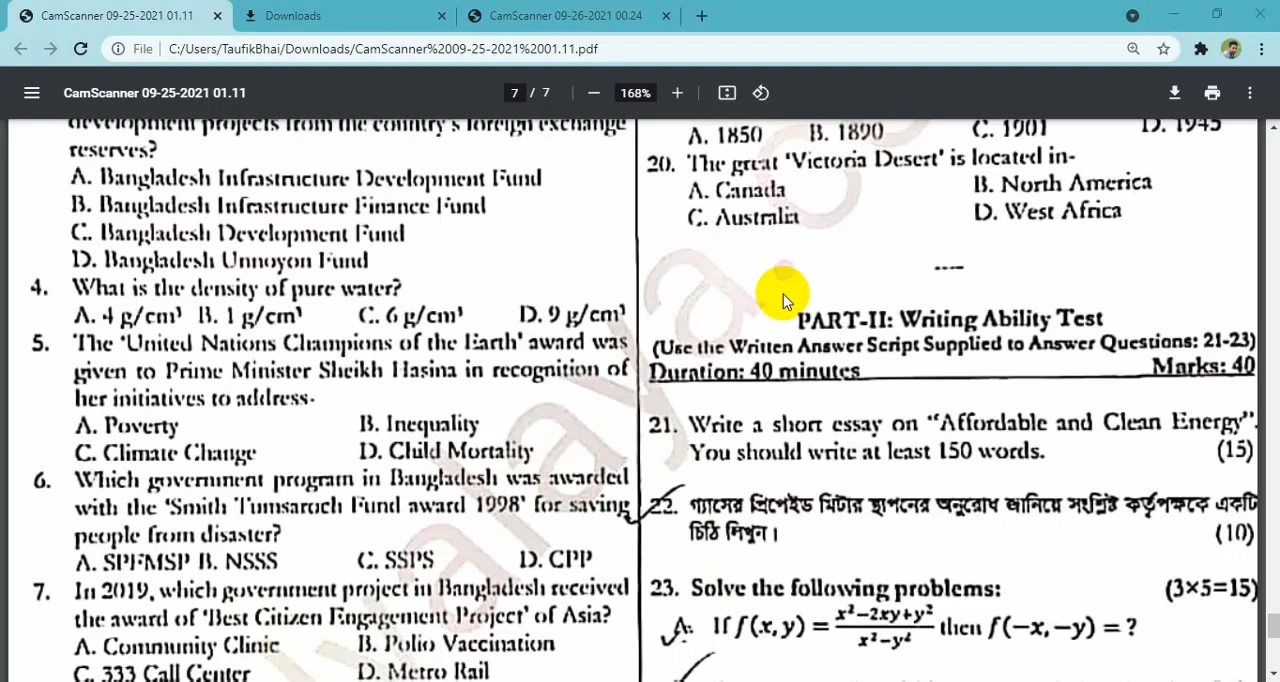 CamScanner 09-25-2021 01.11
Downloads
CamScanner 09-26-2021 00.24
File
C:/Users/TaufikBhai/Downloads/CamScanner%2009-25-2021%2001.11.pdf
CamScanner 09-25-2021 01.11
7 / 7
168%
development projects from the country's foreign exchange
reserves?
A. Bangladesh Infrastructure Development Fund
B. Bangladesh Infrastructure Finance Fund
C. Bangladesh Development Fund
D. Bangladesh Unnoyon Fund
4. What is the density of pure water?
A. 4 g/cm³ B. 1 g/cm³ C. 6 g/cm³ D. 9 g/cm³
5. The 'United Nations Champions of the Earth' award was
given to Prime Minister Sheikh Hasina in recognition of
her initiatives to address-
A. Poverty B. Inequality
C. Climate Change D. Child Mortality
6. Which government program in Bangladesh was awarded
with the 'Smith Tumsaroch Fund award 1998' for saving
people from disaster?
A. SPFMSP B. NSSS C. SSPS D. CPP
7. In 2019, which government project in Bangladesh received
the award of 'Best Citizen Engagement Project' of Asia?
A. Community Clinic B. Polio Vaccination
C. 333 Call Center D. Metro Rail
A. 1850 B. 1890 C. 1901 D. 1945
20. The great 'Victoria Desert' is located in-
A. Canada B. North America
C. Australia D. West Africa
----
PART-II: Writing Ability Test
(Use the Written Answer Script Supplied to Answer Questions: 21-23)
Duration: 40 minutes Marks: 40
21. Write a short essay on "Affordable and Clean Energy".
You should write at least 150 words. (15)
22. গ্যাসের প্রিপেইড মিটার স্থাপনের অনুরোধ জানিয়ে সংশ্লিষ্ট কর্তৃপক্ষকে একটি
চিঠি লিখুন। (10)
23. Solve the following problems: (3×5=15)
A. If f(x, y) = x²−2xy+y² / x²−y² then f(−x, −y) = ?